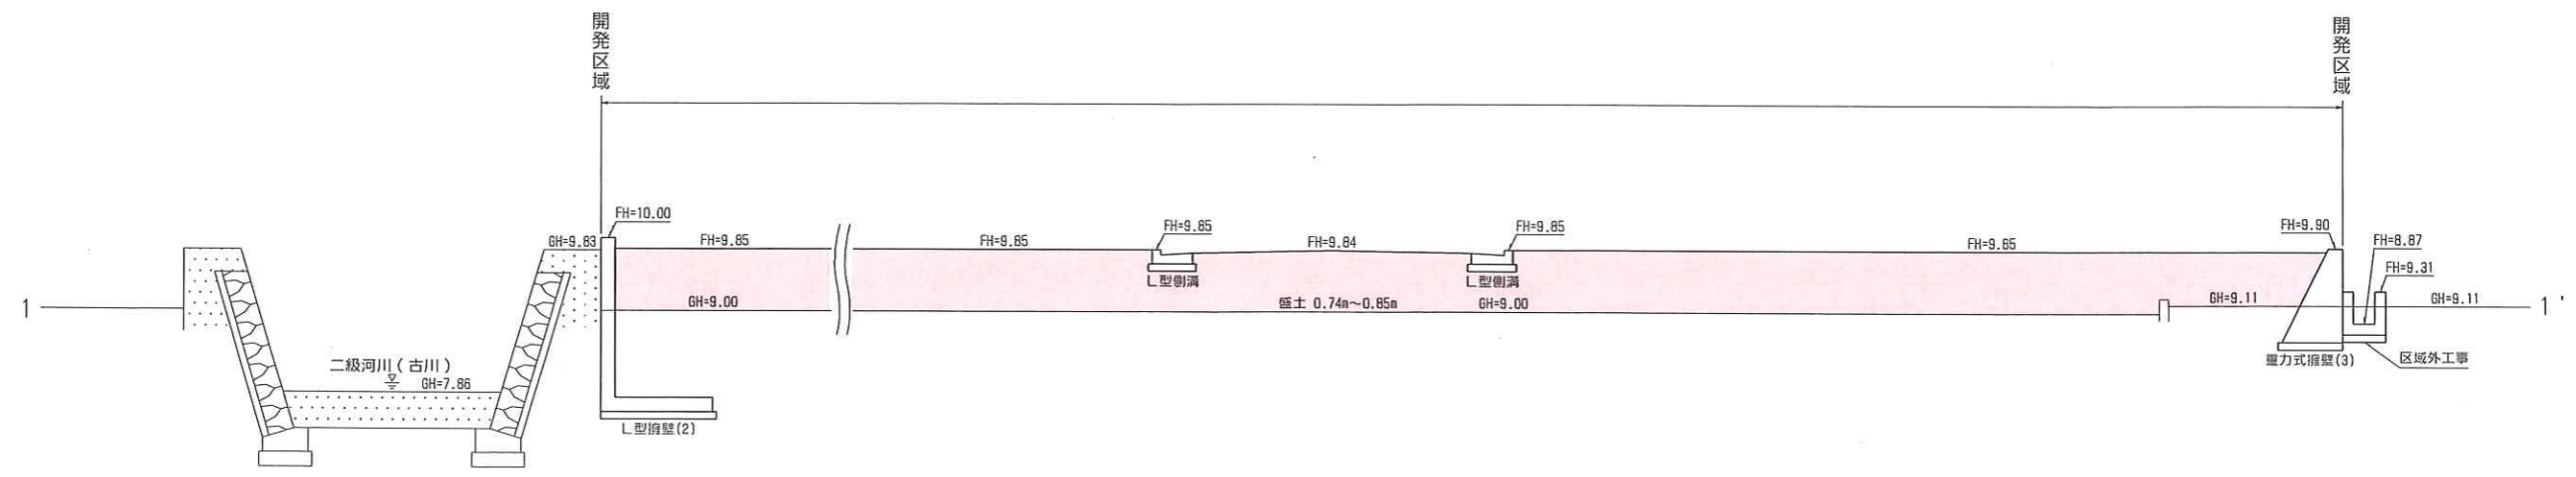 開発区域
開発区域
FH=10.00
GH=9.83
FH=9.85
FH=9.85
FH=9.85
FH=9.84
FH=9.85
FH=9.85
FH=9.90
FH=8.87
FH=9.31
L型側溝
L型側溝
1
GH=9.00
盛土 0.74m~0.85m
GH=9.00
GH=9.11
GH=9.11
1'
二級河川(古川)
GH=7.86
重力式擁壁(3)
区域外工事
L型擁壁(2)